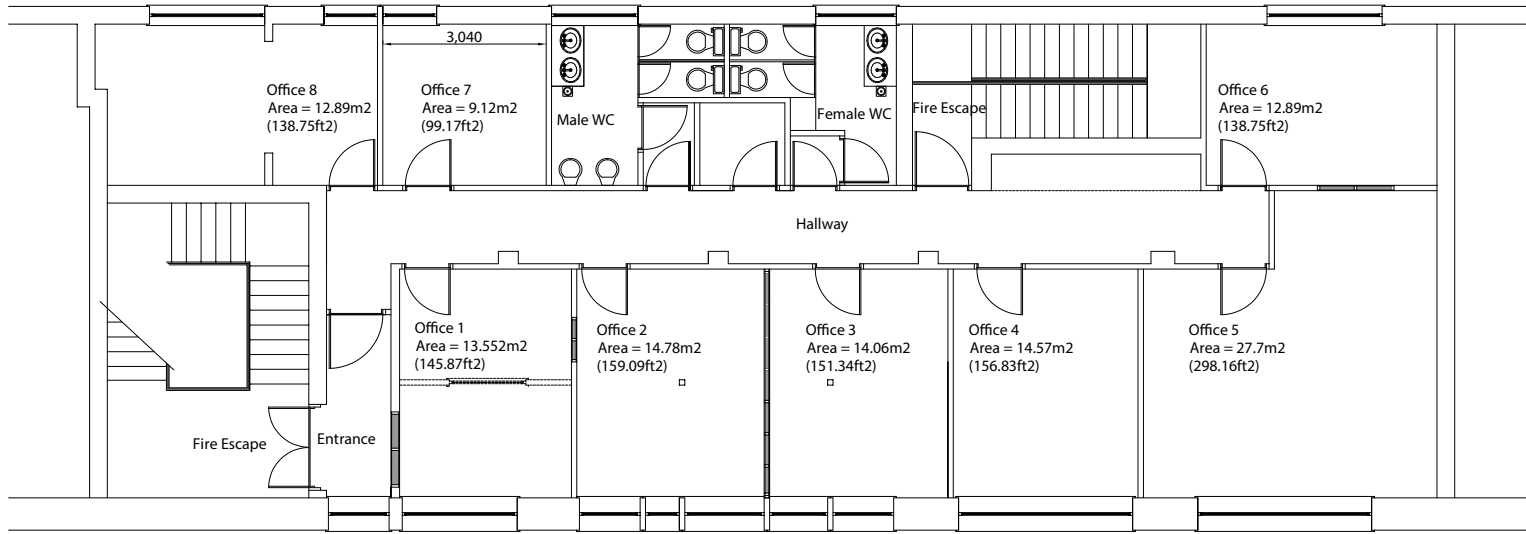 3,040
Office 8
Area = 12.89m2
(138.75ft2)
Office 7
Area = 9.12m2
(99.17ft2)
Male WC
Female WC
Fire Escape
Office 6
Area = 12.89m2
(138.75ft2)
Hallway
Office 1
Area = 13.552m2
(145.87ft2)
Office 2
Area = 14.78m2
(159.09ft2)
Office 3
Area = 14.06m2
(151.34ft2)
Office 4
Area = 14.57m2
(156.83ft2)
Office 5
Area = 27.7m2
(298.16ft2)
Fire Escape
Entrance